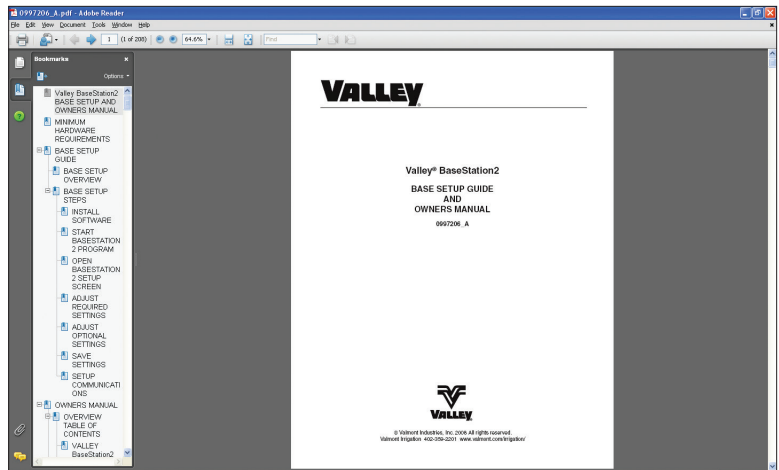 0997206_A.pdf - Adobe Reader
File Edit View Document Tools Window Help
1 (1 of 208) 64.6% Find
Bookmarks
Options
Valley BaseStation2
BASE SETUP AND
OWNERS MANUAL
MINIMUM
HARDWARE
REQUIREMENTS
BASE SETUP
GUIDE
BASE SETUP
OVERVIEW
BASE SETUP
STEPS
INSTALL
SOFTWARE
START
BASESTATION
2 PROGRAM
OPEN
BASESTATION
2 SETUP
SCREEN
ADJUST
REQUIRED
SETTINGS
ADJUST
OPTIONAL
SETTINGS
SAVE
SETTINGS
SETUP
COMMUNICATI
ONS
OWNERS MANUAL
OVERVIEW
TABLE OF
CONTENTS
VALLEY
BaseStation2
VALLEY
Valley® BaseStation2
BASE SETUP GUIDE
AND
OWNERS MANUAL
0997206_A
VALLEY
© Valmont Industries, Inc. 2008 All rights reserved.
Valmont Irrigation 402-359-2201 www.valmont.com/irrigation/